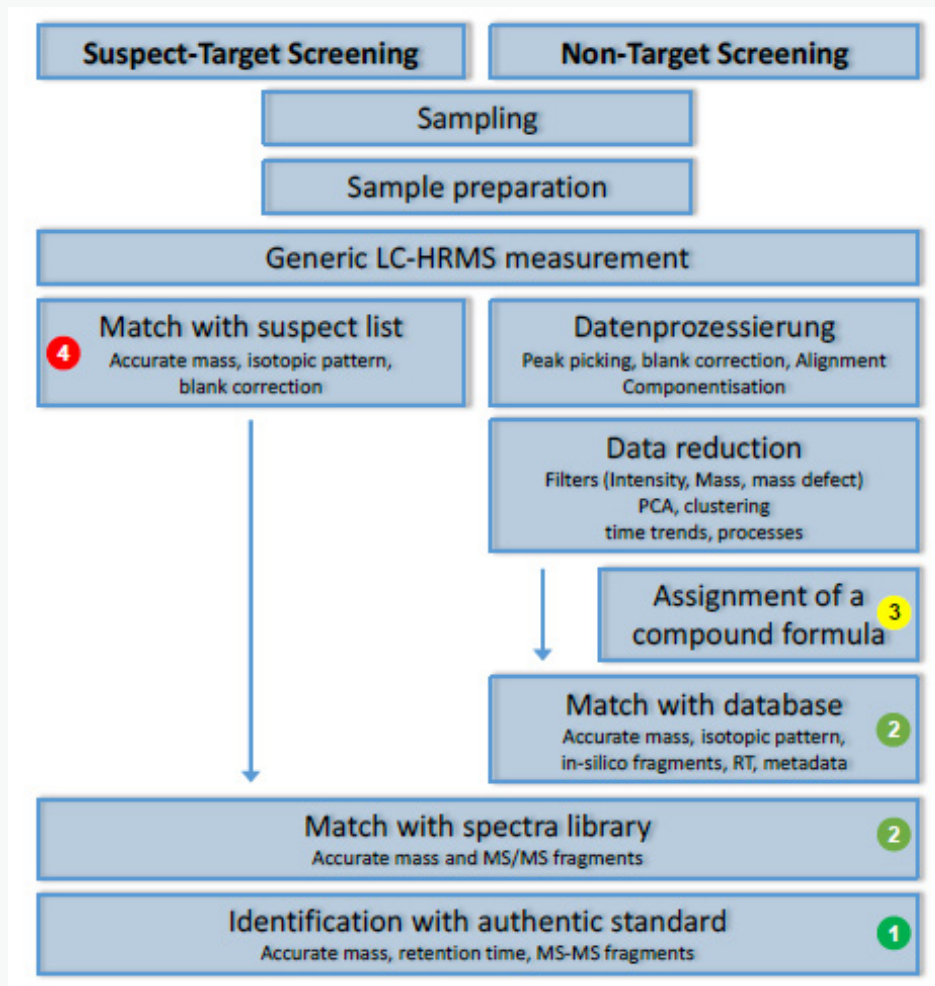 Suspect-Target Screening
Non-Target Screening
Sampling
Sample preparation
Generic LC-HRMS measurement
Match with suspect list
4
Accurate mass, isotopic pattern,
blank correction
Datenprozessierung
Peak picking, blank correction, Alignment
Componentisation
Data reduction
Filters (Intensity, Mass, mass defect)
PCA, clustering
time trends, processes
Assignment of a
compound formula
3
Match with database
Accurate mass, isotopic pattern,
in-silico fragments, RT, metadata
2
Match with spectra library
Accurate mass and MS/MS fragments
2
Identification with authentic standard
Accurate mass, retention time, MS-MS fragments
1